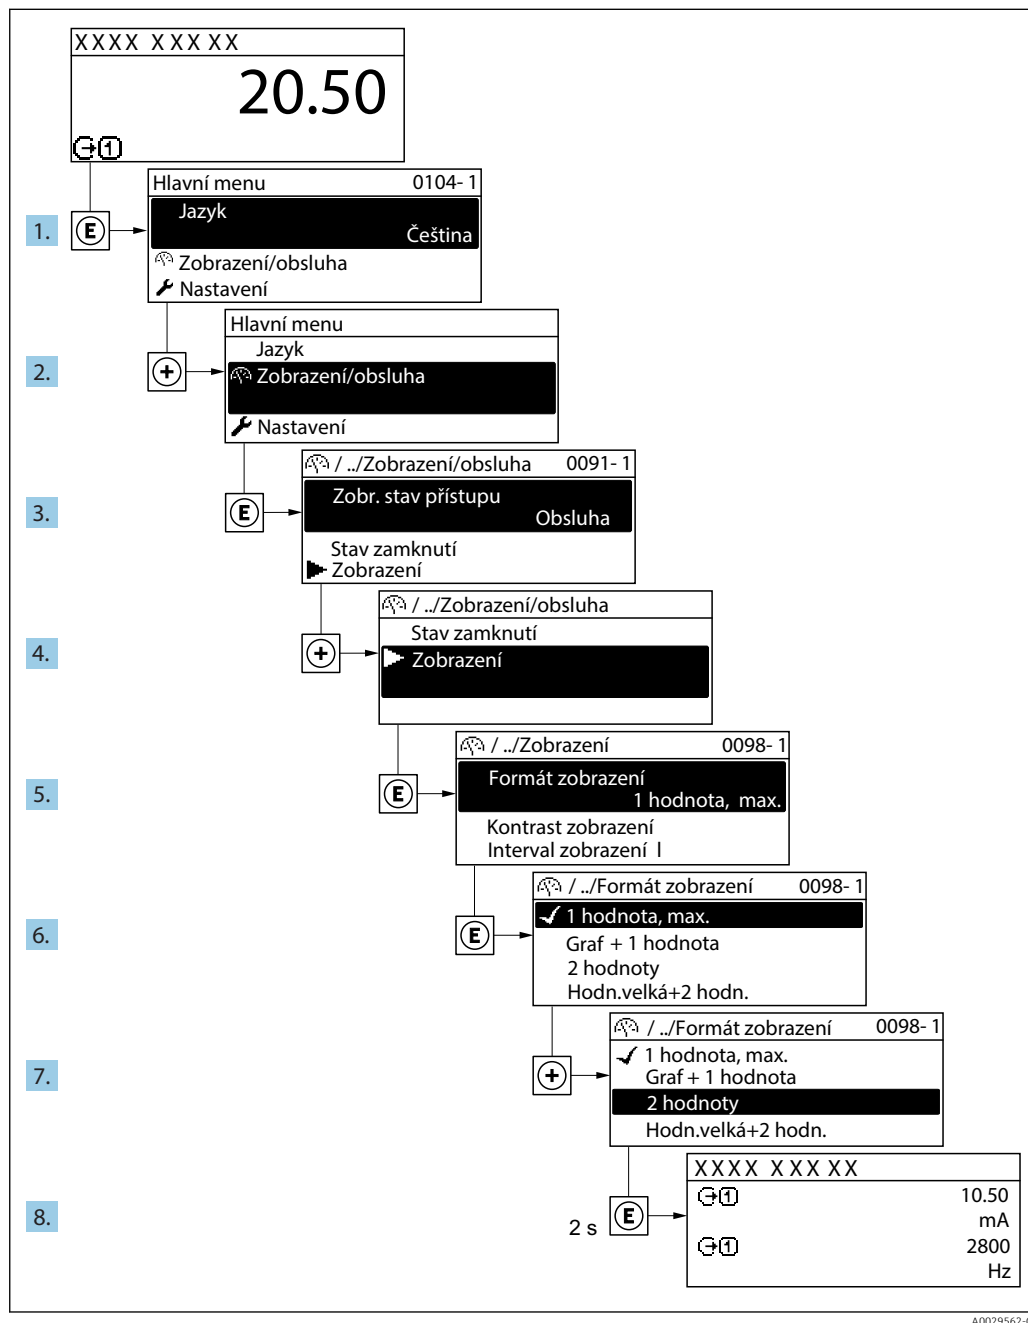 XXXX XXX XX
20.50
1
Hlavní menu 0104-1
1. E Jazyk
Čeština
Zobrazení/obsluha
Nastavení
Hlavní menu
Jazyk
2. + Zobrazení/obsluha
Nastavení
/ ../Zobrazení/obsluha 0091-1
Zobr. stav přístupu
3. E Obsluha
Stav zamknutí
Zobrazení
/ ../Zobrazení/obsluha
Stav zamknutí
4. + Zobrazení
/ ../Zobrazení 0098-1
Formát zobrazení
5. E 1 hodnota, max.
Kontrast zobrazení
Interval zobrazení l
/ ../Formát zobrazení 0098-1
1 hodnota, max.
6. E Graf + 1 hodnota
2 hodnoty
Hodn.velká+2 hodn.
/ ../Formát zobrazení 0098-1
1 hodnota, max.
7. + Graf + 1 hodnota
2 hodnoty
Hodn.velká+2 hodn.
XXXX XXX XX
1 10.50
8. 2 s E mA
1 2800
Hz